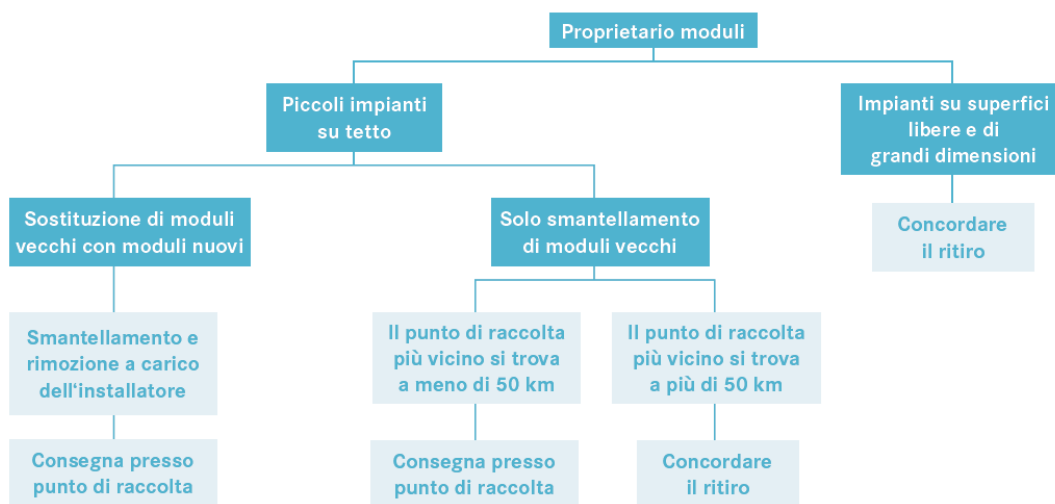 Proprietario moduli
Piccoli impianti
su tetto
Impianti su superfici
libere e di
grandi dimensioni
Sostituzione di moduli
vecchi con moduli nuovi
Solo smantellamento
di moduli vecchi
Concordare
il ritiro
Smantellamento e
rimozione a carico
dell‘installatore
Il punto di raccolta
più vicino si trova
a meno di 50 km
Il punto di raccolta
più vicino si trova
a più di 50 km
Consegna presso
punto di raccolta
Consegna presso
punto di raccolta
Concordare
il ritiro